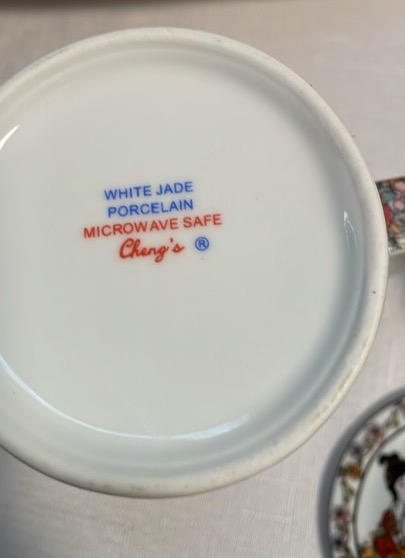 WHITE JADE
PORCELAIN
MICROWAVE SAFE
Cheng's ®